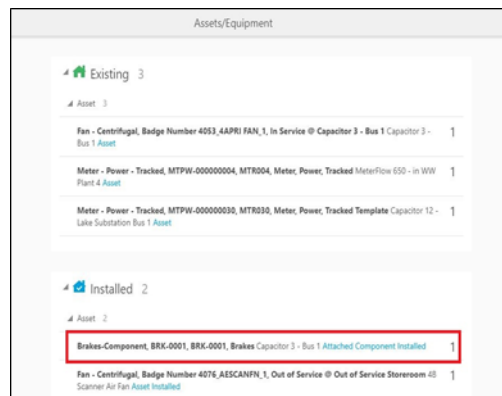 Assets/Equipment
Existing 3
Asset 3
Fan - Centrifugal, Badge Number 4053_4APRI FAN_1, In Service @ Capacitor 3 - Bus 1 Capacitor 3 - 1
Bus 1 Asset
Meter - Power - Tracked, MTPW-000000004, MTR004, Meter, Power, Tracked MeterFlow 650 - in WW 1
Plant 4 Asset
Meter - Power - Tracked, MTPW-000000030, MTR030, Meter, Power, Tracked Template Capacitor 12 - 1
Lake Substation Bus 1 Asset
Installed 2
Asset 2
Brakes-Component, BRK-0001, BRK-0001, Brakes Capacitor 3 - Bus 1 Attached Component Installed 1
Fan - Centrifugal, Badge Number 4076_AESCANFN_1, Out of Service @ Out of Service Storeroom 48 1
Scanner Air Fan Asset Installed